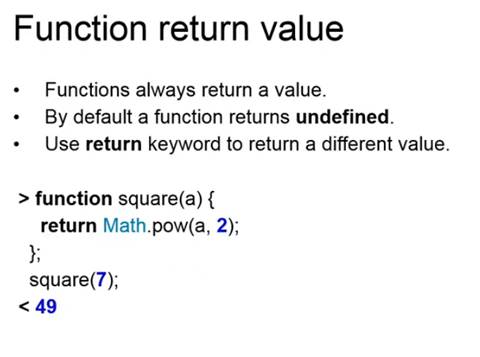 Function return value
• Functions always return a value.
• By default a function returns undefined.
• Use return keyword to return a different value.
> function square(a) {
return Math.pow(a, 2);
};
square(7);
< 49